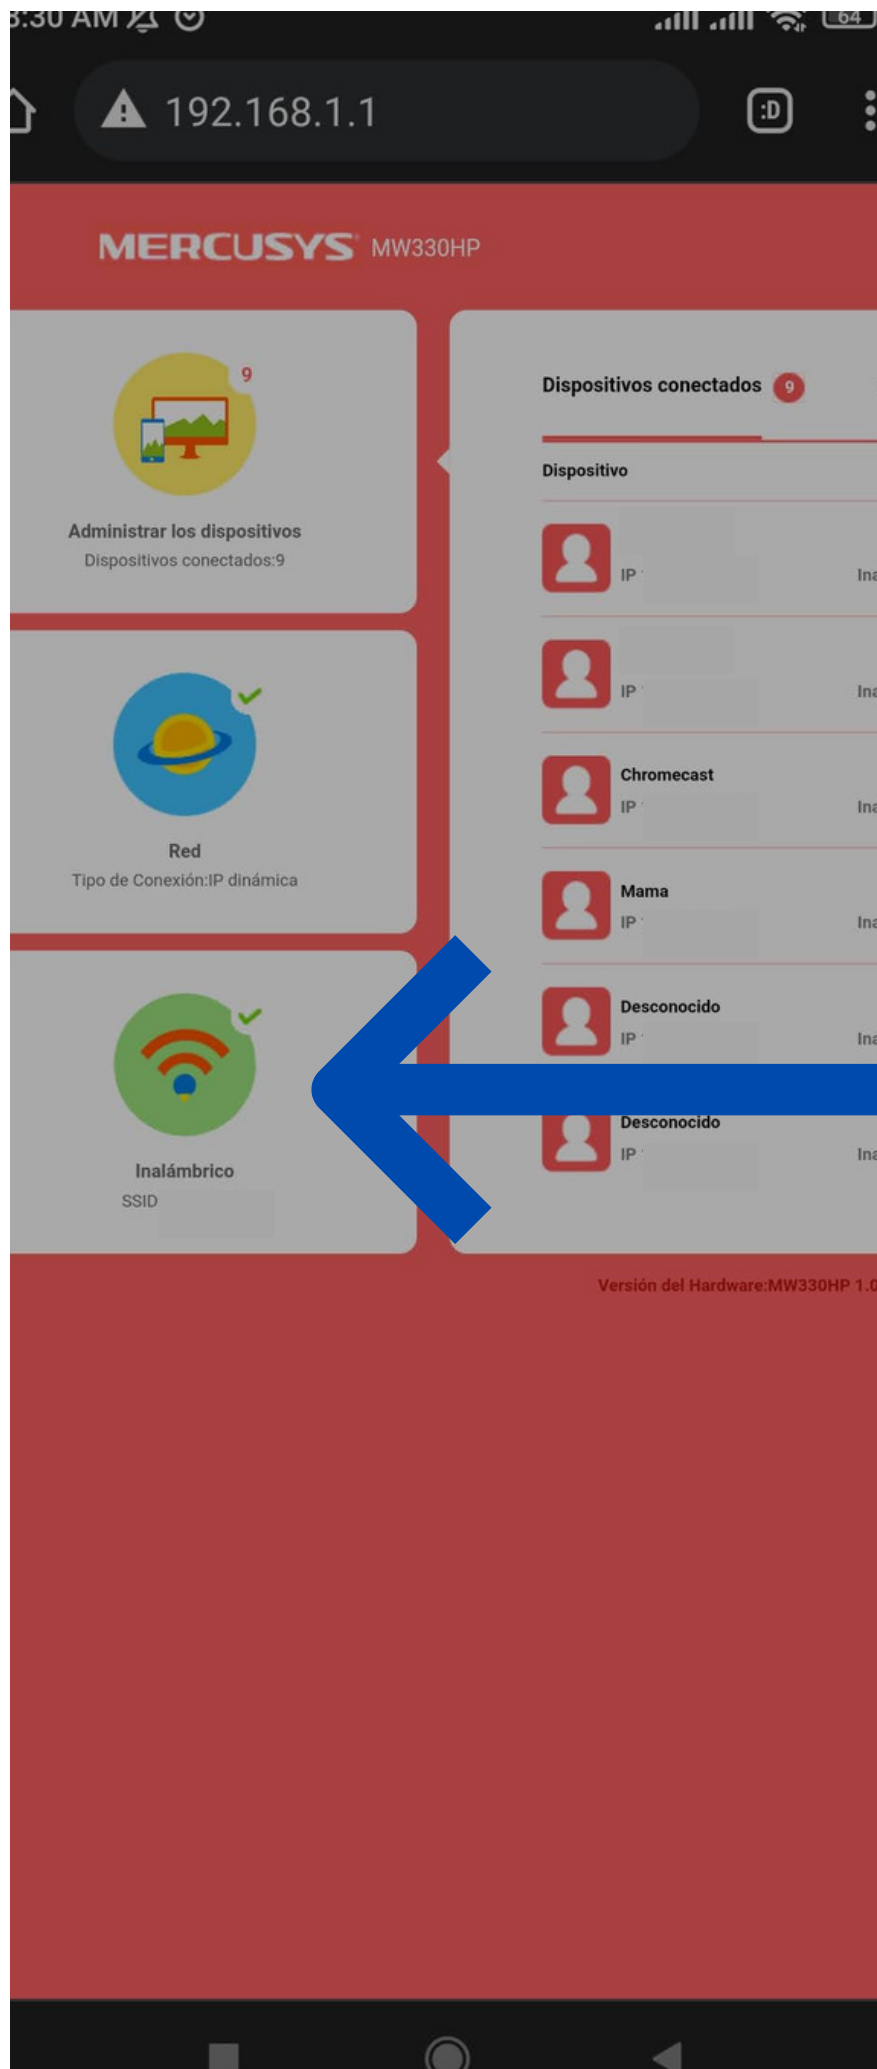 :30 AM
64
192.168.1.1
:D
MERCUSYS MW330HP
9
Administrar los dispositivos
Dispositivos conectados:9
Red
Tipo de Conexión:IP dinámica
Inalámbrico
SSID
Dispositivos conectados 9
Dispositivo
IP
IP
Chromecast
IP
Mama
IP
Desconocido
IP
Desconocido
IP
Versión del Hardware:MW330HP 1.0